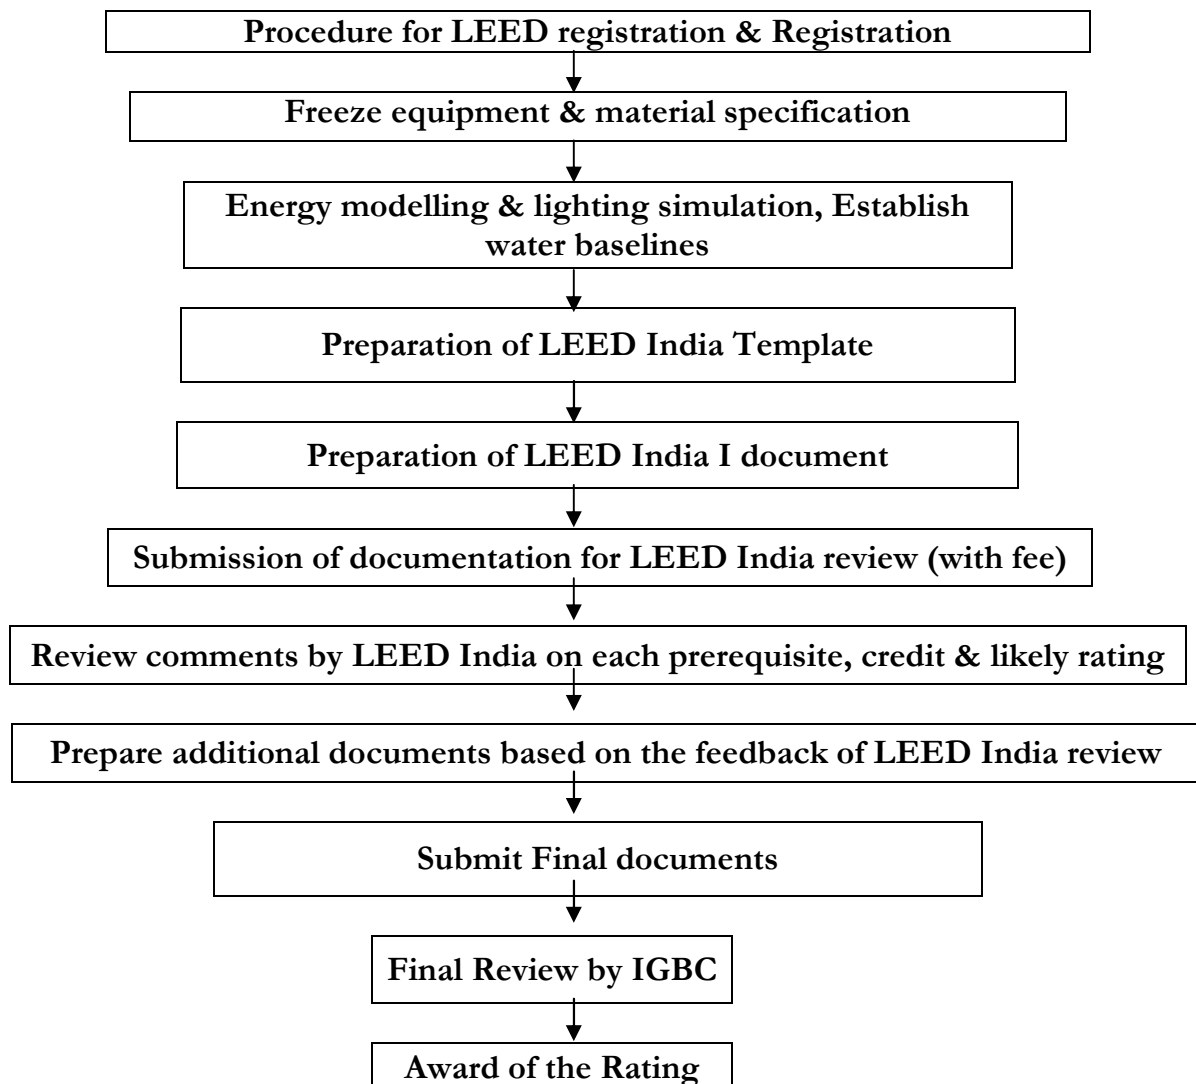 Procedure for LEED registration & Registration
Freeze equipment & material specification
Energy modelling & lighting simulation, Establish
water baselines
Preparation of LEED India Template
Preparation of LEED India I document
Submission of documentation for LEED India review (with fee)
Review comments by LEED India on each prerequisite, credit & likely rating
Prepare additional documents based on the feedback of LEED India review
Submit Final documents
Final Review by IGBC
Award of the Rating